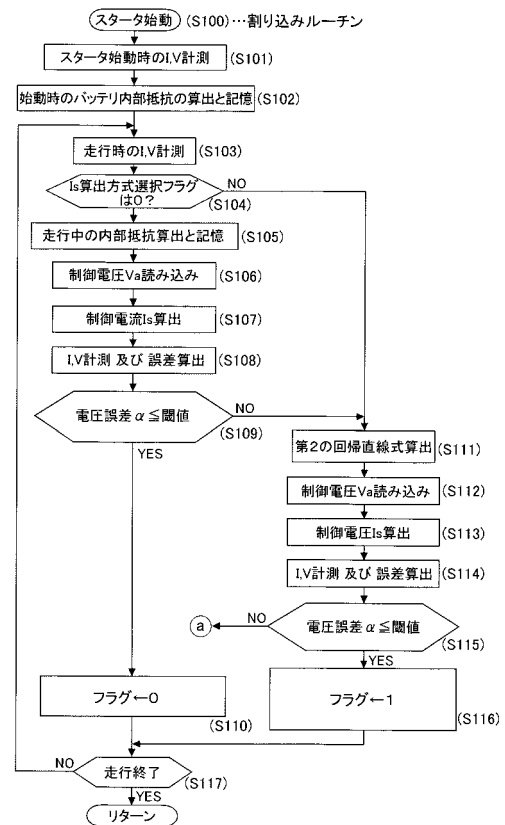 スタータ始動 (S100)…割り込みルーチン
スタータ始動時のI,V計測 (S101)
始動時のバッテリ内部抵抗の算出と記憶 (S102)
走行時のI,V計測 (S103)
Is算出方式選択フラグ
は0？
NO
(S104)
走行中の内部抵抗算出と記憶 (S105)
制御電圧Va読み込み (S106)
制御電流Is算出 (S107)
I,V計測 及び 誤差算出 (S108)
電圧誤差α≦閾値
NO
(S109)
YES
第2の回帰直線式算出 (S111)
制御電圧Va読み込み (S112)
制御電圧Is算出 (S113)
I,V計測 及び 誤差算出 (S114)
a
NO
電圧誤差α≦閾値
(S115)
YES
フラグ←0
(S110)
フラグ←1
(S116)
NO
走行終了
(S117)
YES
リターン